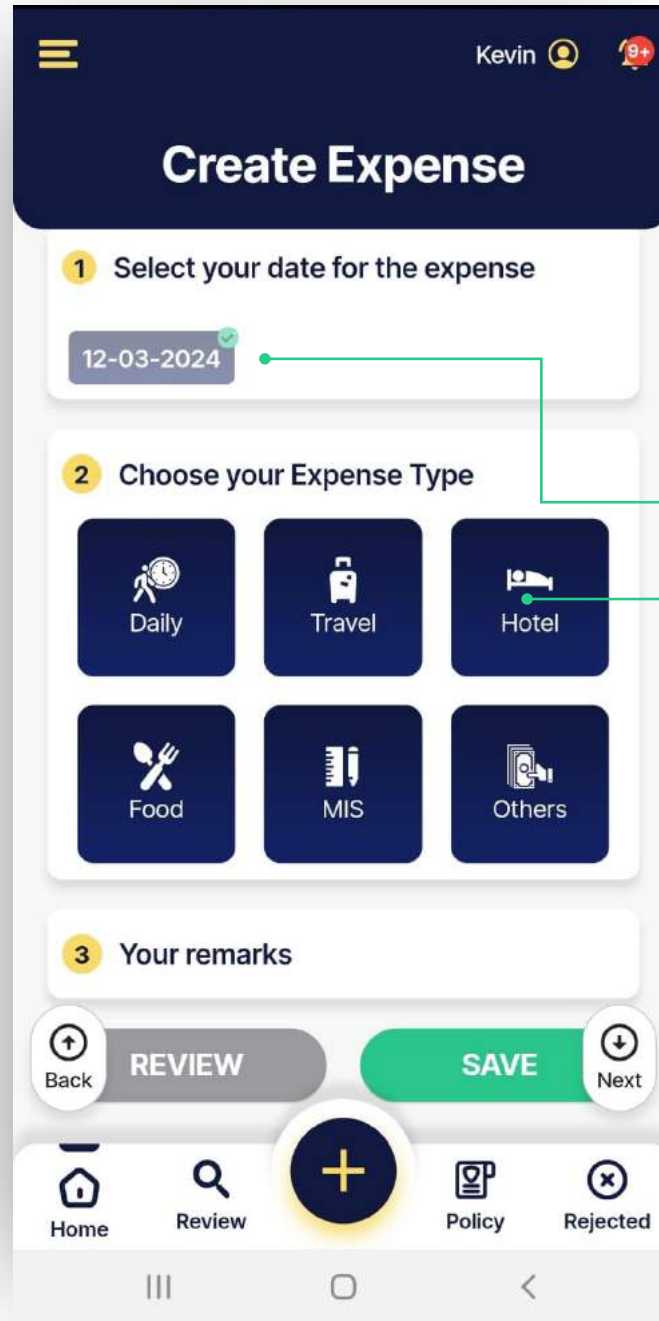 Kevin 9+
Create Expense
1 Select your date for the expense
12-03-2024
2 Choose your Expense Type
Daily Travel Hotel
Food MIS Others
3 Your remarks
Back REVIEW SAVE Next
Home Review Policy Rejected